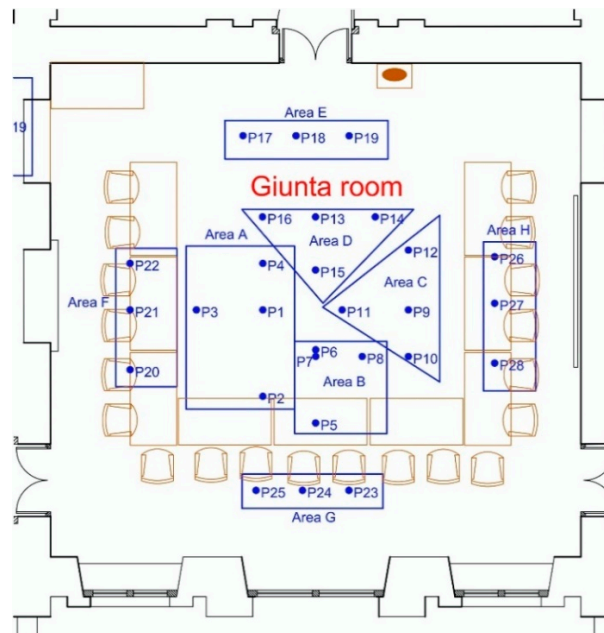 Area E
19
P17 P18 P19
Giunta room
P16 P13 P14
Area A
Area D
Area H
P12
P22 P4 P15 P26
Area C
Area F
P21 P3 P1 P11 P9 P27
P6
P7 P8 P10
P20 P28
Area B
P2
P5
P25 P24 P23
Area G